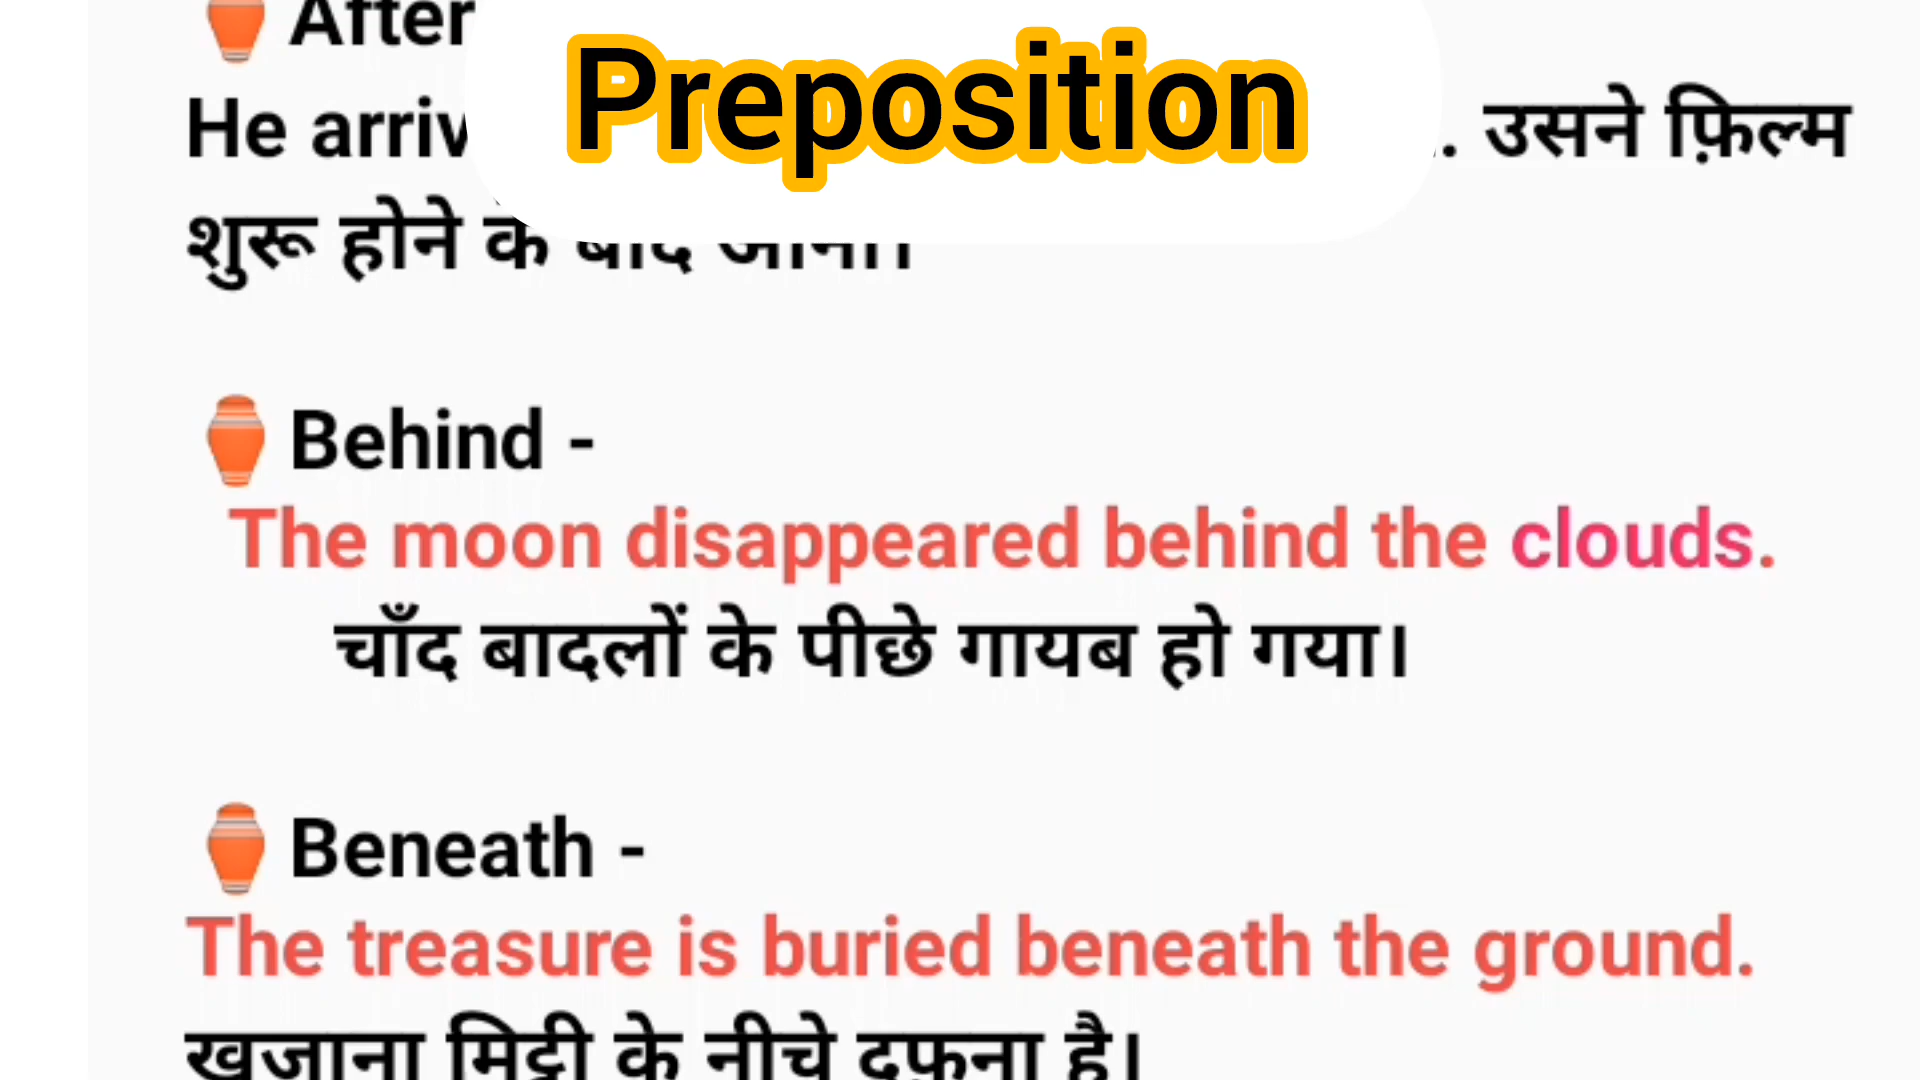 Preposition
After
He . उसने फ़िल्म
शुरू होने के बाद
Behind -
The moon disappeared behind the clouds.
चाँद बादलों के पीछे गायब हो गया।
Beneath -
The treasure is buried beneath the ground.
खजाना मिट्टी के नीचे दफ़ना है।